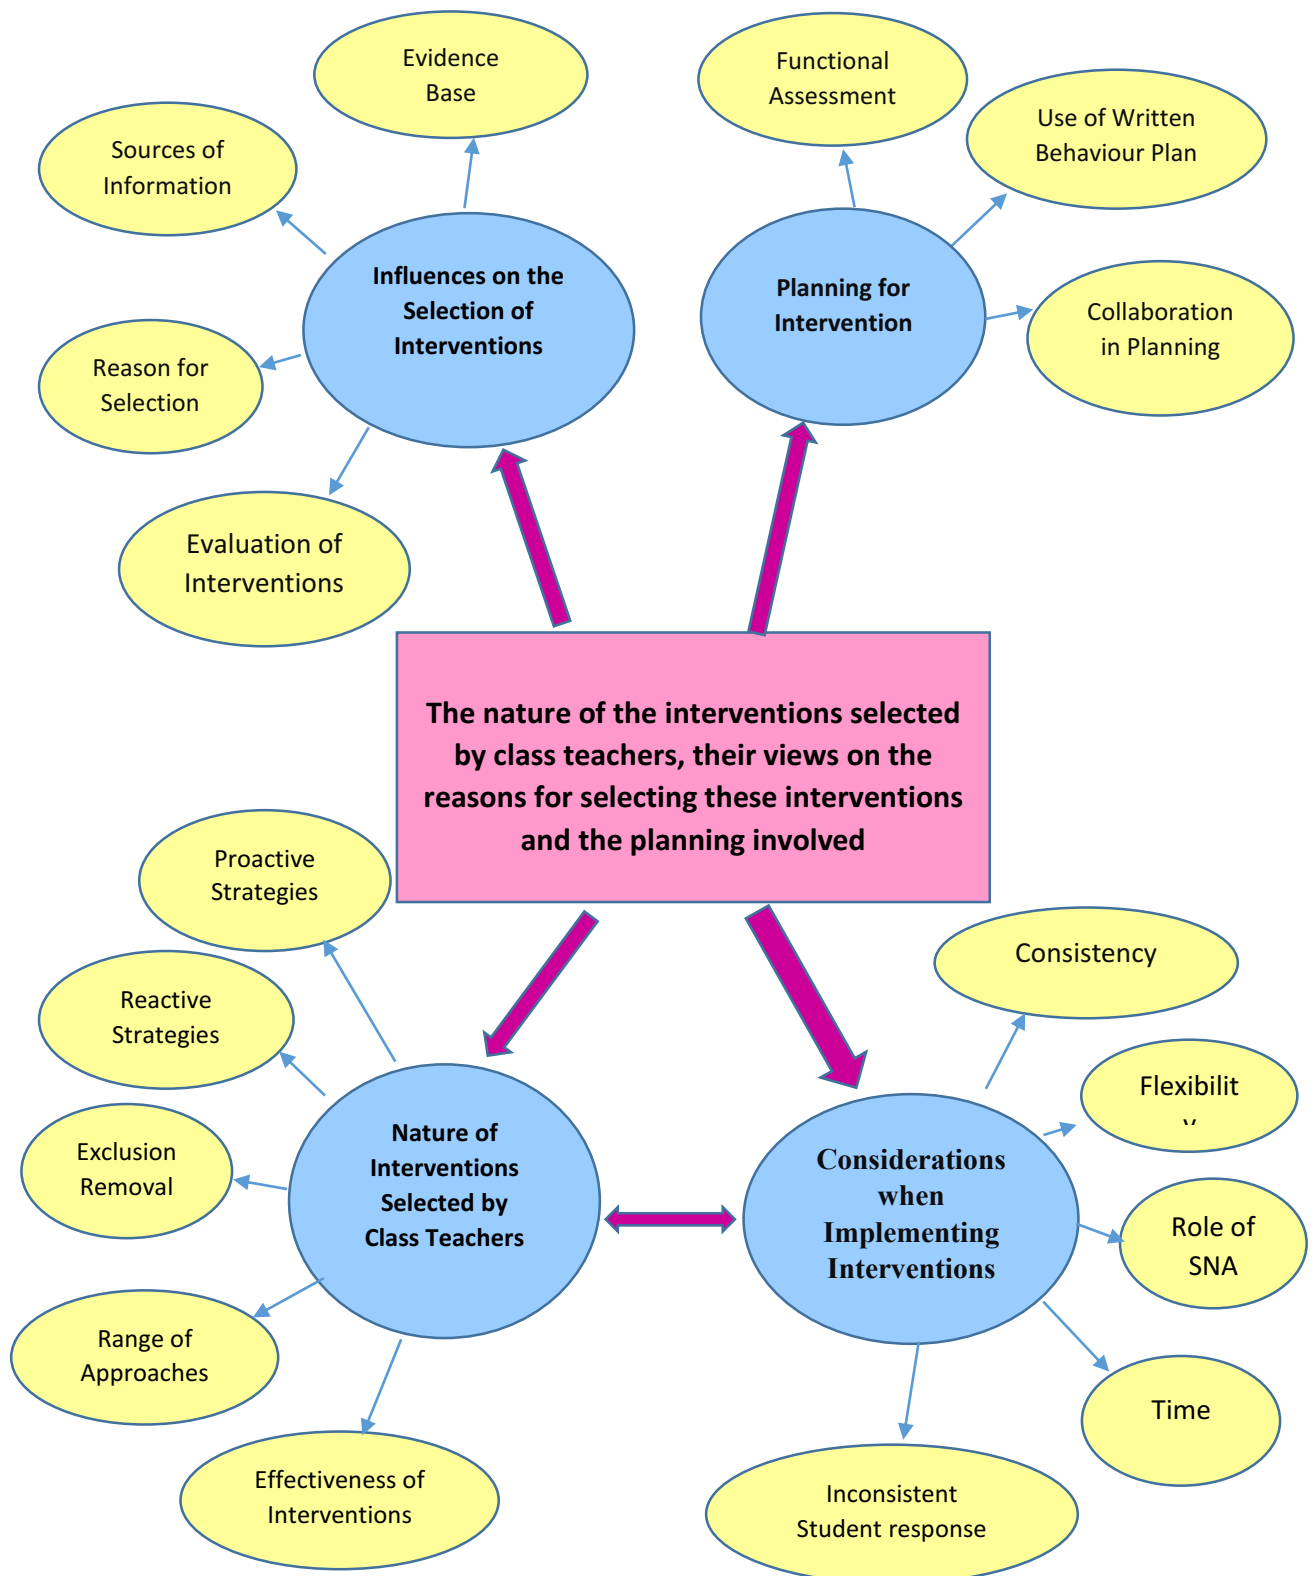 Evidence
Base
Functional
Assessment
Sources of
Information
Use of Written
Behaviour Plan
Influences on the
Selection of
Interventions
Planning for
Intervention
Collaboration
in Planning
Reason for
Selection
Evaluation of
Interventions
The nature of the interventions selected
by class teachers, their views on the
reasons for selecting these interventions
and the planning involved
Proactive
Strategies
Reactive
Strategies
Exclusion
Removal
Range of
Approaches
Effectiveness of
Interventions
Nature of
Interventions
Selected by
Class Teachers
Considerations
when
Implementing
Interventions
Consistency
Flexibilit
y
Role of
SNA
Time
Inconsistent
Student response